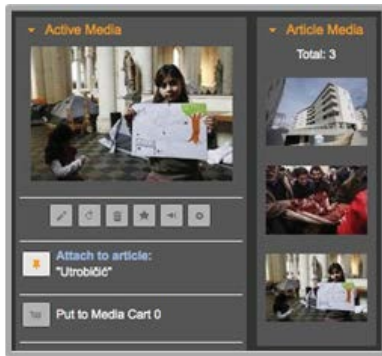 Active Media
Attach to article:
"Utrobičić"
Put to Media Cart 0
Article Media
Total: 3